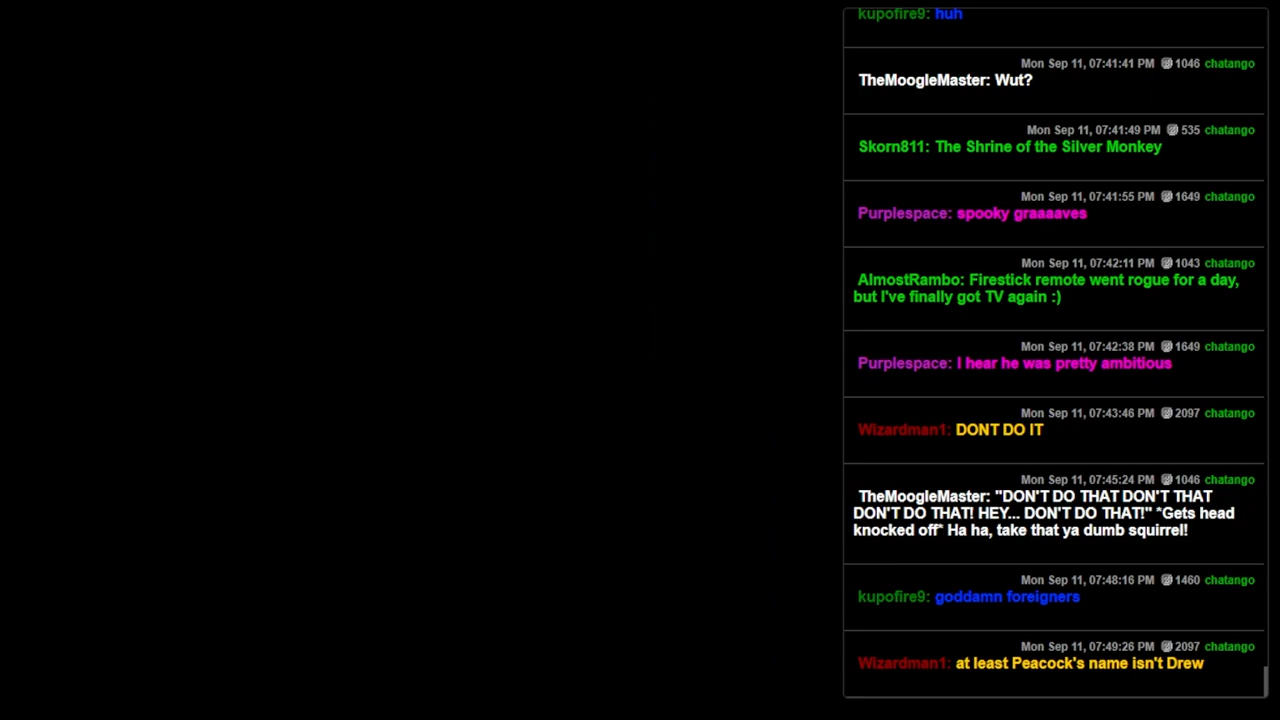 kupofire9: huh
Mon Sep 11, 07:41:41 PM 1046 chatango
TheMoogleMaster: Wut?
Mon Sep 11, 07:41:49 PM 535 chatango
Skorn811: The Shrine of the Silver Monkey
Mon Sep 11, 07:41:55 PM 1649 chatango
Purplespace: spooky graaaaves
Mon Sep 11, 07:42:11 PM 1043 chatango
AlmostRambo: Firestick remote went rogue for a day,
but I've finally got TV again :)
Mon Sep 11, 07:42:38 PM 1649 chatango
Purplespace: I hear he was pretty ambitious
Mon Sep 11, 07:43:46 PM 2097 chatango
Wizardman1: DONT DO IT
Mon Sep 11, 07:45:24 PM 1046 chatango
TheMoogleMaster: "DON'T DO THAT DON'T THAT
DON'T DO THAT! HEY... DON'T DO THAT!" *Gets head
knocked off* Ha ha, take that ya dumb squirrel!
Mon Sep 11, 07:48:16 PM 1460 chatango
kupofire9: goddamn foreigners
Mon Sep 11, 07:49:26 PM 2097 chatango
Wizardman1: at least Peacock's name isn't Drew